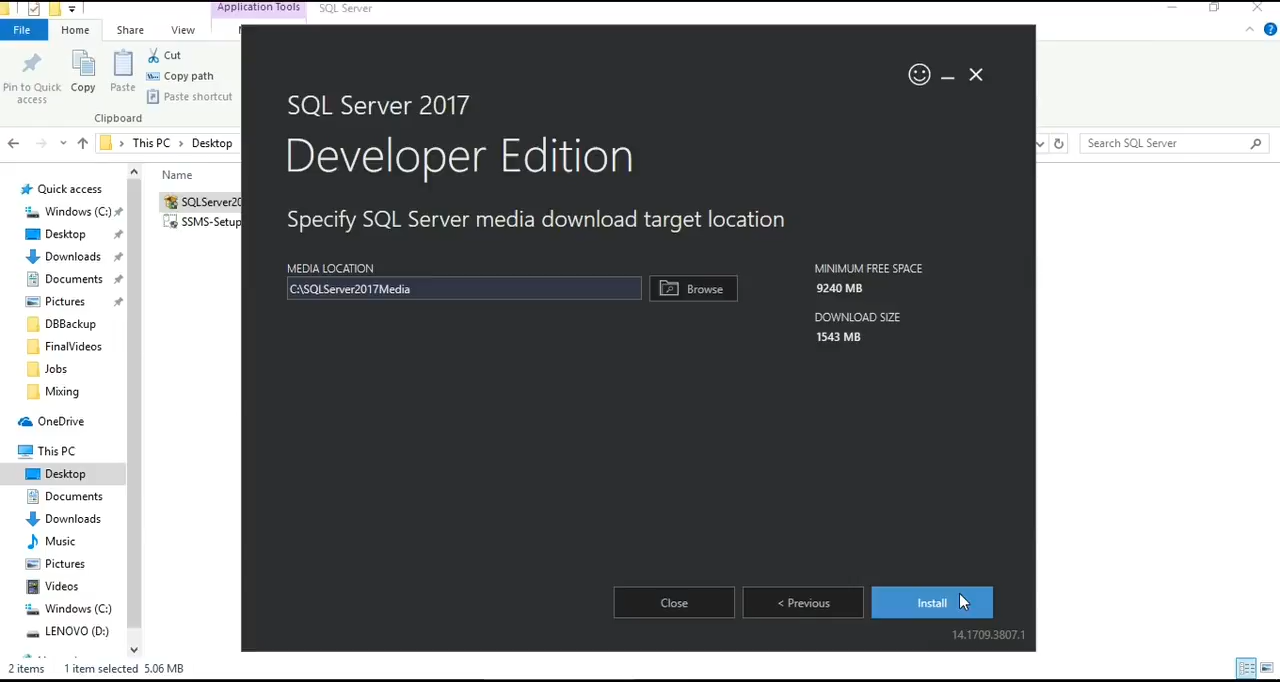 Application Tools
SQL Server
File
Home
Share
View
Pin to Quick
access
Copy
Paste
Cut
Copy path
Paste shortcut
Clipboard
This PC
Desktop
Search SQL Server
Quick access
Windows (C:)
Desktop
Downloads
Documents
Pictures
DBBackup
FinalVideos
Jobs
Mixing
OneDrive
This PC
Desktop
Documents
Downloads
Music
Pictures
Videos
Windows (C:)
LENOVO (D:)
Name
SQLServer20
SSMS-Setup
SQL Server 2017
Developer Edition
Specify SQL Server media download target location
MEDIA LOCATION
C:\SQLServer2017Media
Browse
MINIMUM FREE SPACE
9240 MB
DOWNLOAD SIZE
1543 MB
Close
< Previous
Install
14.1709.3807.1
2 items
1 item selected 5.06 MB